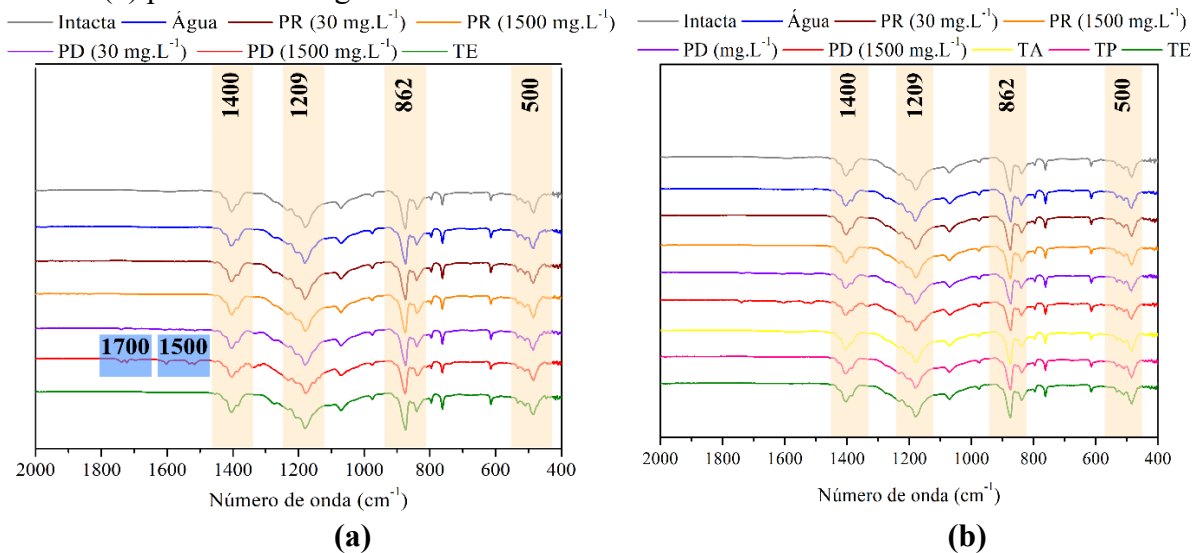 Intacta Água PR (30 mg.L⁻¹) PR (1500 mg.L⁻¹)
PD (30 mg.L⁻¹) PD (1500 mg.L⁻¹) TE
1400 1209 862 500
1700 1500
2000 1800 1600 1400 1200 1000 800 600 400
Número de onda (cm⁻¹)
(a)
Intacta Água PR (30 mg.L⁻¹) PR (1500 mg.L⁻¹)
PD (mg.L⁻¹) PD (1500 mg.L⁻¹) TA TP TE
1400 1209 862 500
2000 1800 1600 1400 1200 1000 800 600 400
Número de onda (cm⁻¹)
(b)